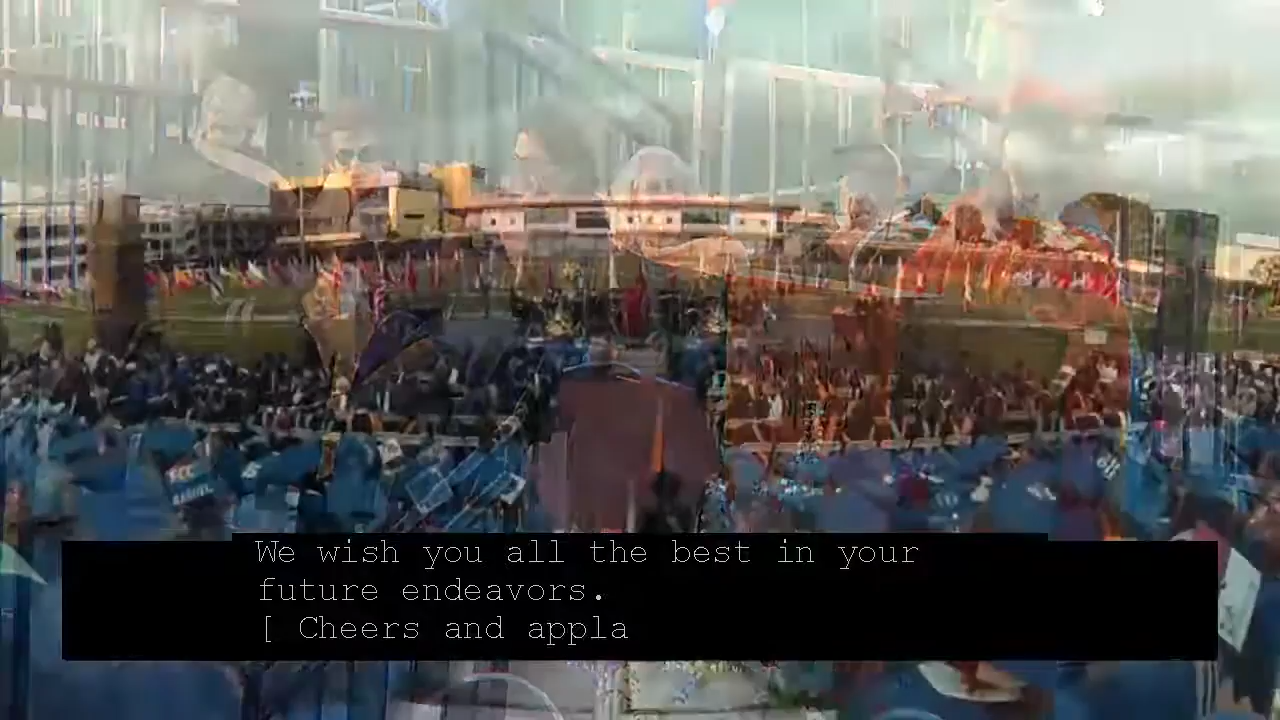 We wish you all the best in your
future endeavors.
[ Cheers and appla